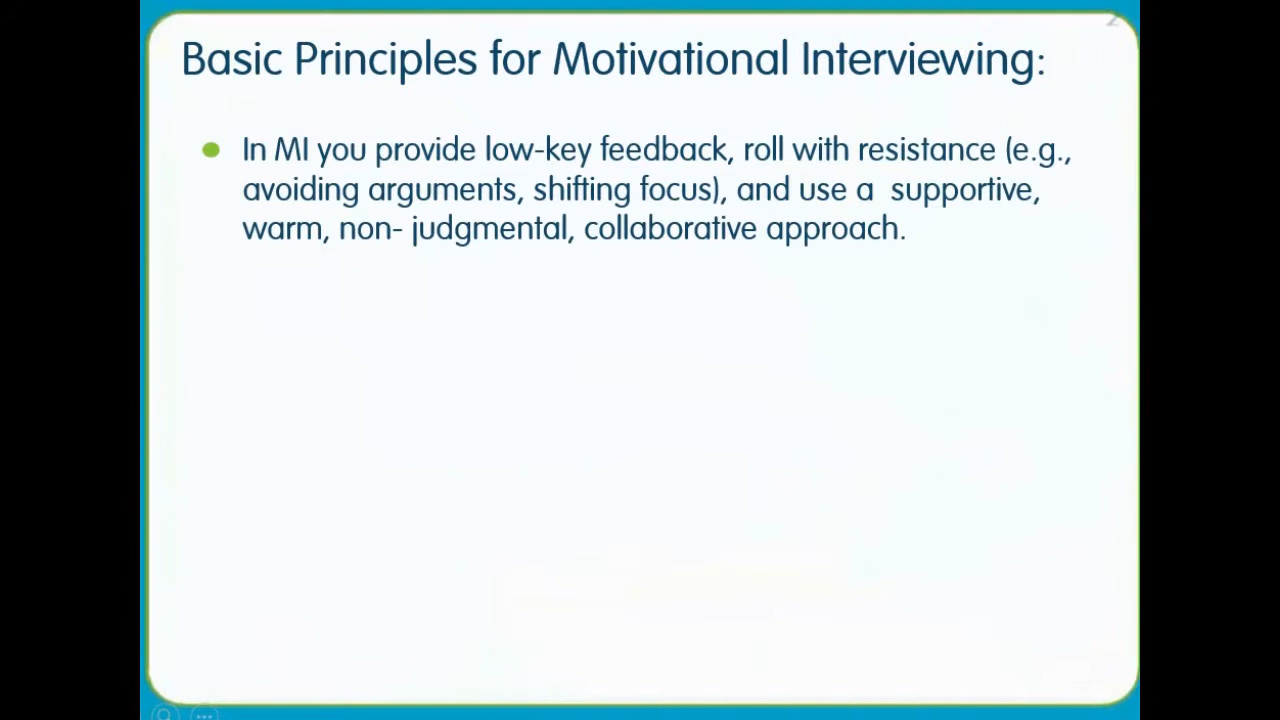 Basic Principles for Motivational Interviewing:
In MI you provide low-key feedback, roll with resistance (e.g.,
avoiding arguments, shifting focus), and use a  supportive,
warm, non- judgmental, collaborative approach.